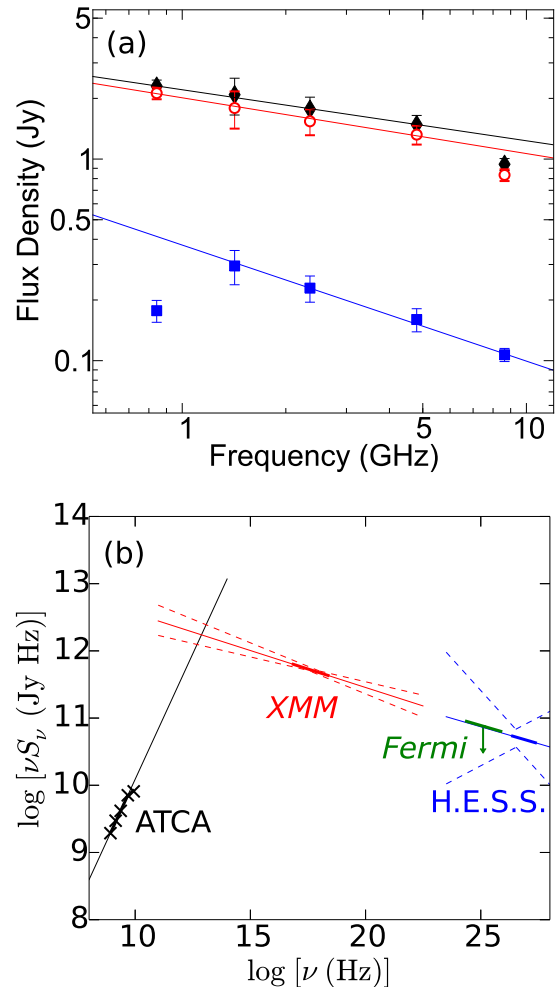 (a)
5
1
0.5
0.1
Flux Density (Jy)
1
5
10
Frequency (GHz)
(b)
14
13
12
11
10
9
8
log [νSν (Jy Hz)]
XMM
Fermi
H.E.S.S.
ATCA
10
15
20
25
log [ν (Hz)]